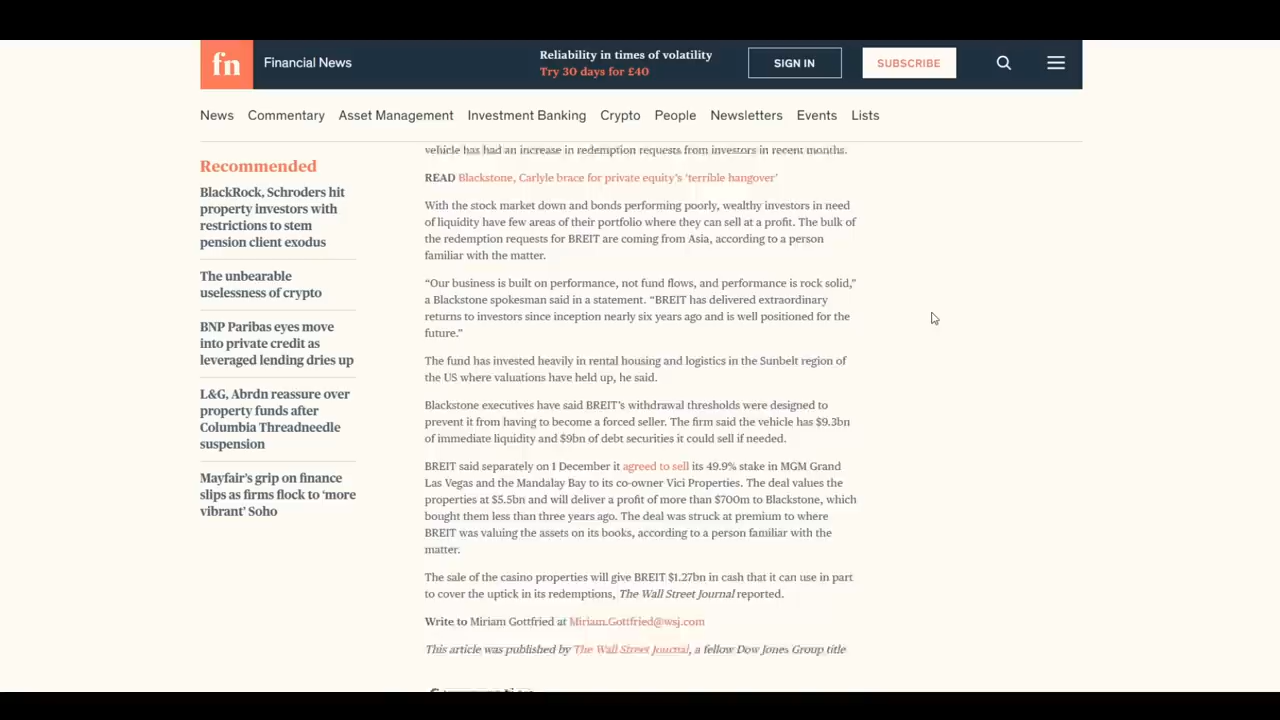 fn
Financial News
Reliability in times of volatility
Try 30 days for £40
SIGN IN
SUBSCRIBE
News
Commentary
Asset Management
Investment Banking
Crypto
People
Newsletters
Events
Lists
Recommended
BlackRock, Schroders hit
property investors with
restrictions to stem
pension client exodus
The unbearable
uselessness of crypto
BNP Paribas eyes move
into private credit as
leveraged lending dries up
L&G, Abrdn reassure over
property funds after
Columbia Threadneedle
suspension
Mayfair’s grip on finance
slips as firms flock to ‘more
vibrant’ Soho
vehicle has had an increase in redemption requests from investors in recent months.
READ Blackstone, Carlyle brace for private equity’s ‘terrible hangover’
With the stock market down and bonds performing poorly, wealthy investors in need
of liquidity have few areas of their portfolio where they can sell at a profit. The bulk of
the redemption requests for BREIT are coming from Asia, according to a person
familiar with the matter.
“Our business is built on performance, not fund flows, and performance is rock solid,”
a Blackstone spokesman said in a statement. “BREIT has delivered extraordinary
returns to investors since inception nearly six years ago and is well positioned for the
future.”
The fund has invested heavily in rental housing and logistics in the Sunbelt region of
the US where valuations have held up, he said.
Blackstone executives have said BREIT’s withdrawal thresholds were designed to
prevent it from having to become a forced seller. The firm said the vehicle has $9.3bn
of immediate liquidity and $9bn of debt securities it could sell if needed.
BREIT said separately on 1 December it agreed to sell its 49.9% stake in MGM Grand
Las Vegas and the Mandalay Bay to its co-owner Vici Properties. The deal values the
properties at $5.5bn and will deliver a profit of more than $700m to Blackstone, which
bought them less than three years ago. The deal was struck at premium to where
BREIT was valuing the assets on its books, according to a person familiar with the
matter.
The sale of the casino properties will give BREIT $1.27bn in cash that it can use in part
to cover the uptick in its redemptions, The Wall Street Journal reported.
Write to Miriam Gottfried at Miriam.Gottfried@wsj.com
This article was published by The Wall Street Journal, a fellow Dow Jones Group title